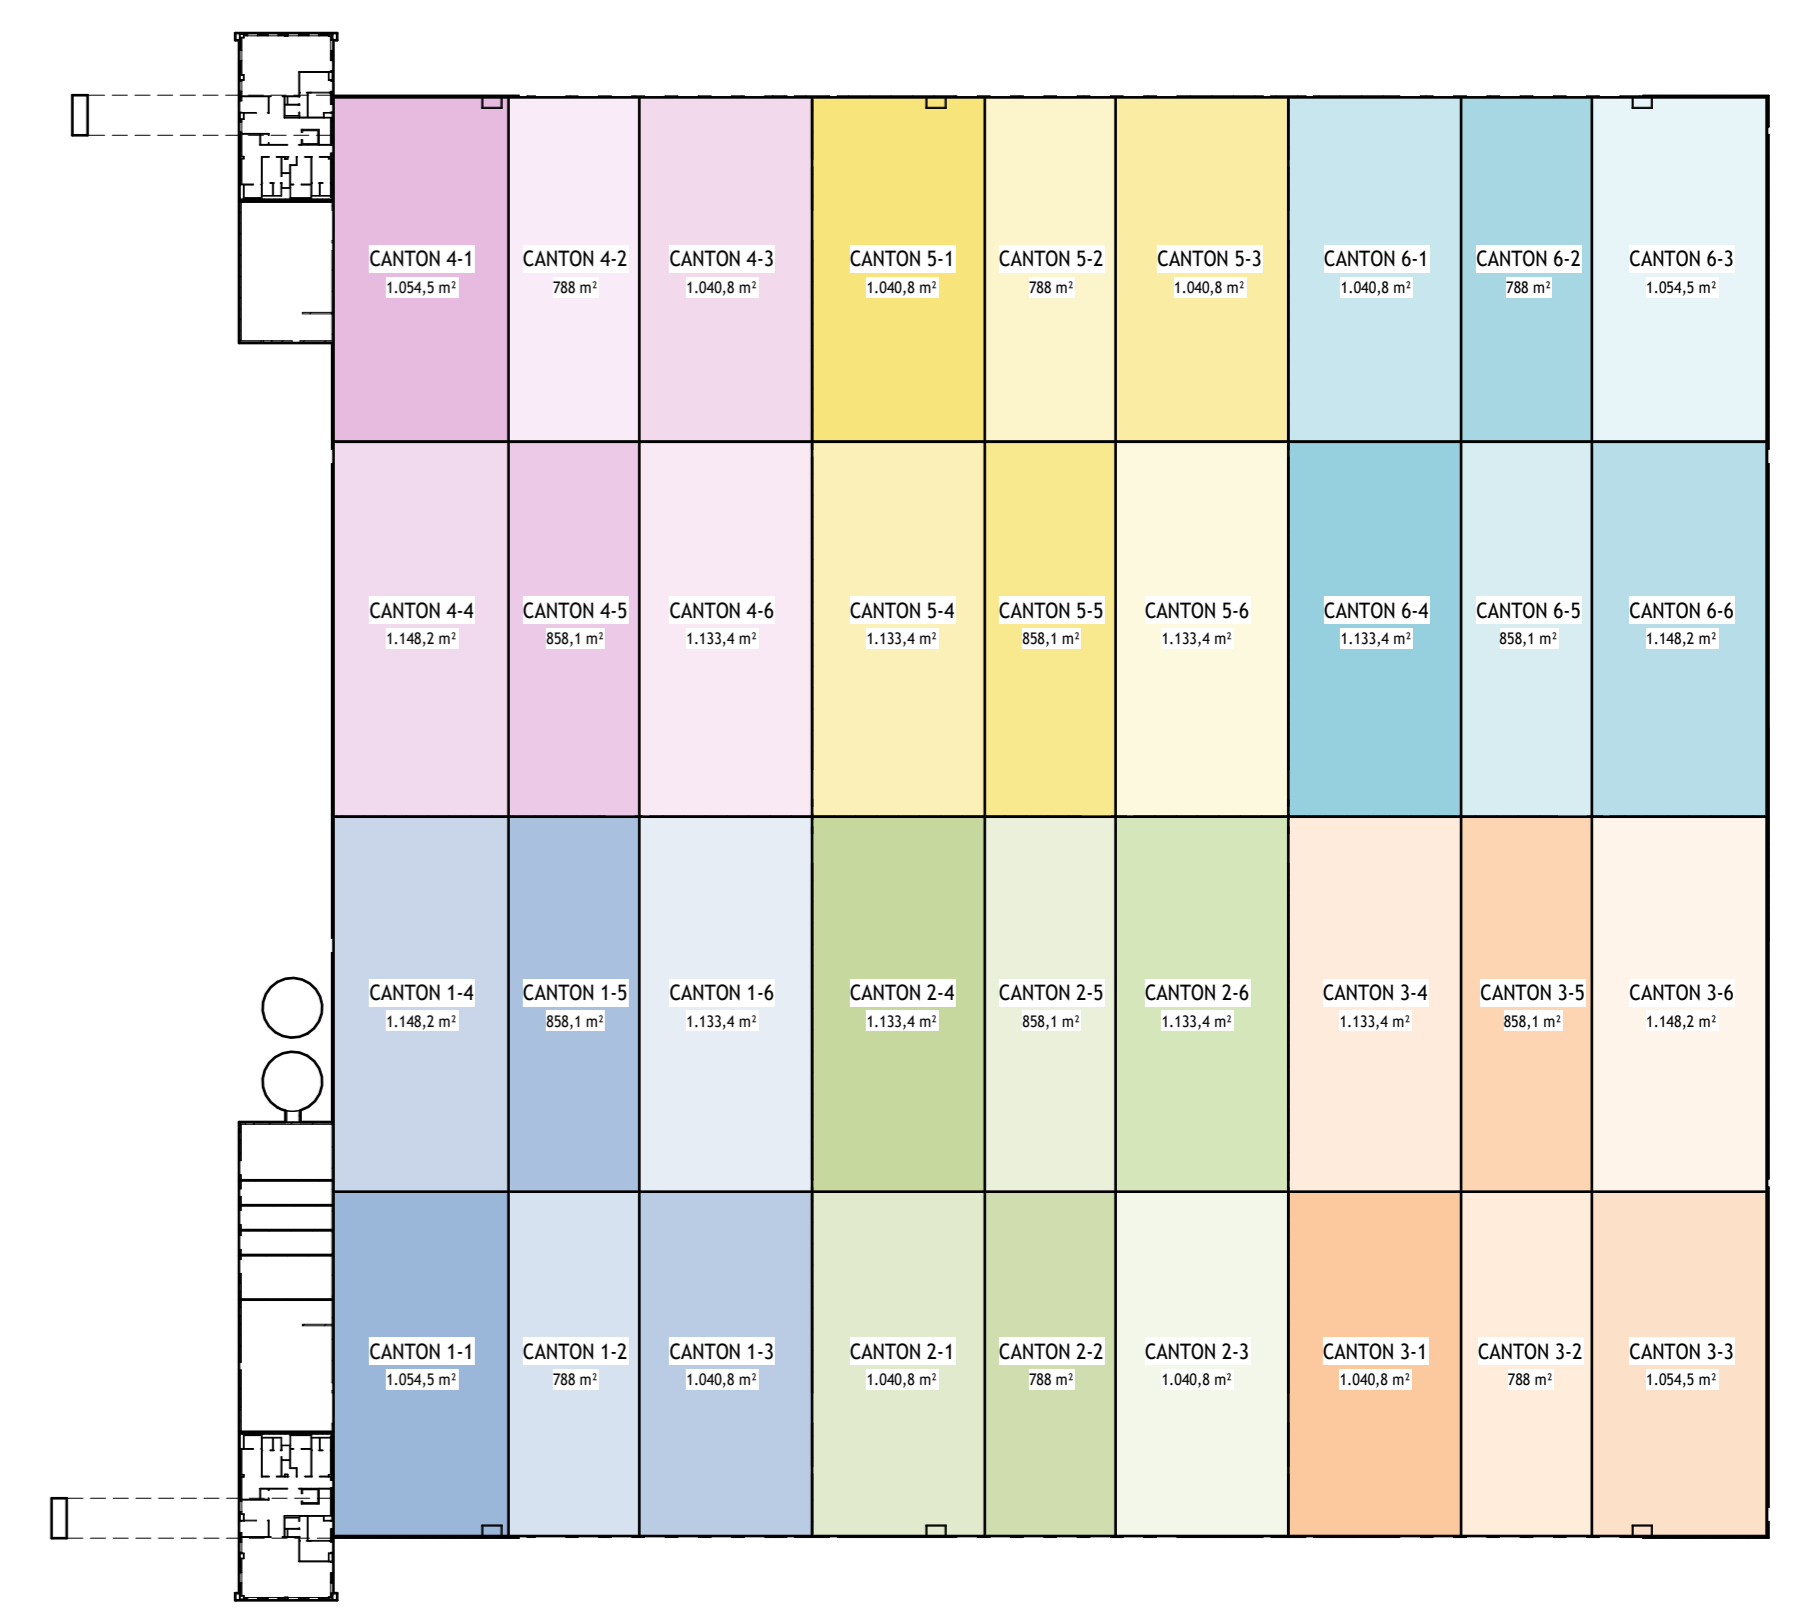 CANTON 4-1
1.054,5 m²
CANTON 4-2
788 m²
CANTON 4-3
1.040,8 m²
CANTON 5-1
1.040,8 m²
CANTON 5-2
788 m²
CANTON 5-3
1.040,8 m²
CANTON 6-1
1.040,8 m²
CANTON 6-2
788 m²
CANTON 6-3
1.054,5 m²
CANTON 4-4
1.148,2 m²
CANTON 4-5
858,1 m²
CANTON 4-6
1.133,4 m²
CANTON 5-4
1.133,4 m²
CANTON 5-5
858,1 m²
CANTON 5-6
1.133,4 m²
CANTON 6-4
1.133,4 m²
CANTON 6-5
858,1 m²
CANTON 6-6
1.148,2 m²
CANTON 1-4
1.148,2 m²
CANTON 1-5
858,1 m²
CANTON 1-6
1.133,4 m²
CANTON 2-4
1.133,4 m²
CANTON 2-5
858,1 m²
CANTON 2-6
1.133,4 m²
CANTON 3-4
1.133,4 m²
CANTON 3-5
858,1 m²
CANTON 3-6
1.148,2 m²
CANTON 1-1
1.054,5 m²
CANTON 1-2
788 m²
CANTON 1-3
1.040,8 m²
CANTON 2-1
1.040,8 m²
CANTON 2-2
788 m²
CANTON 2-3
1.040,8 m²
CANTON 3-1
1.040,8 m²
CANTON 3-2
788 m²
CANTON 3-3
1.054,5 m²